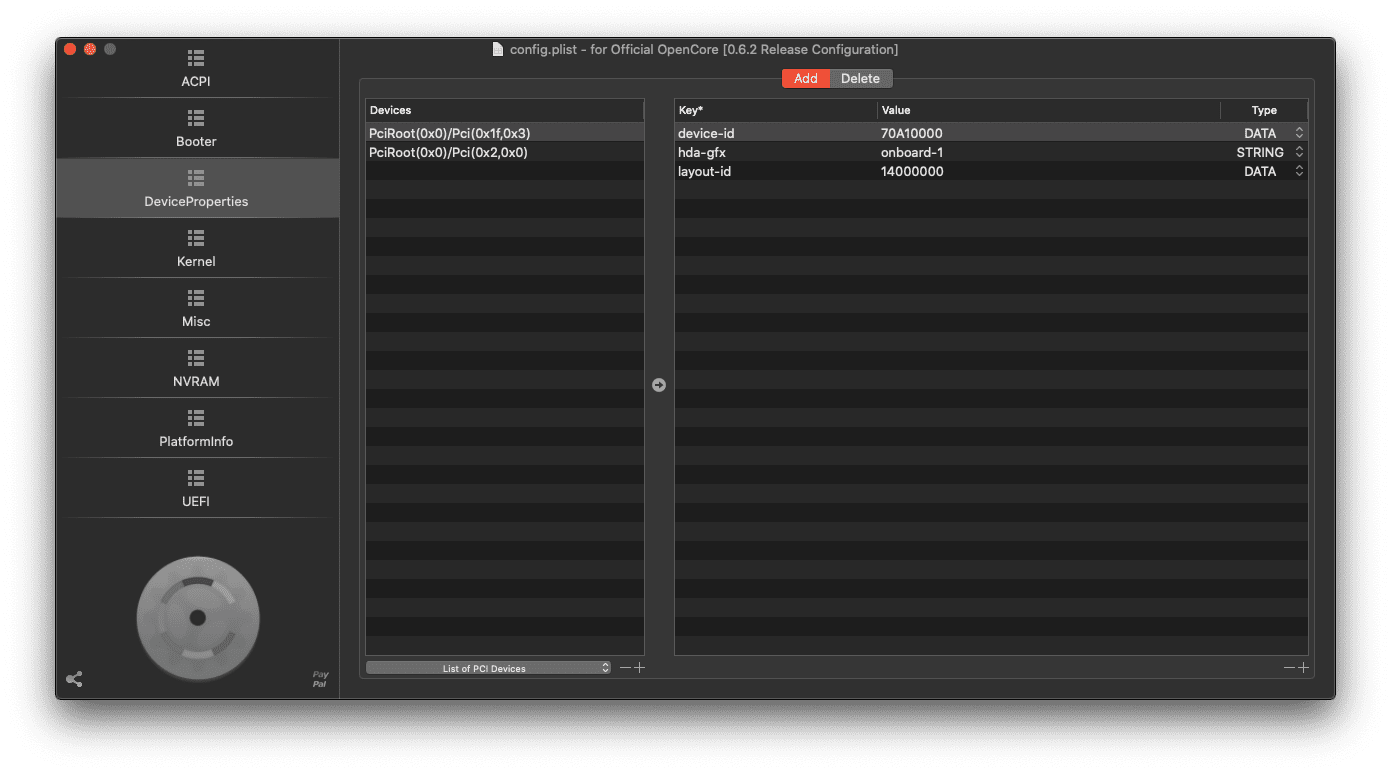 config.plist - for Official OpenCore [0.6.2 Release Configuration]
ACPI
Booter
DeviceProperties
Kernel
Misc
NVRAM
PlatformInfo
UEFI
Pay
Pal
Add Delete
Devices
PciRoot(0x0)/Pci(0x1f,0x3)
PciRoot(0x0)/Pci(0x2,0x0)
List of PCI Devices
Key* Value Type
device-id 70A10000 DATA
hda-gfx onboard-1 STRING
layout-id 14000000 DATA